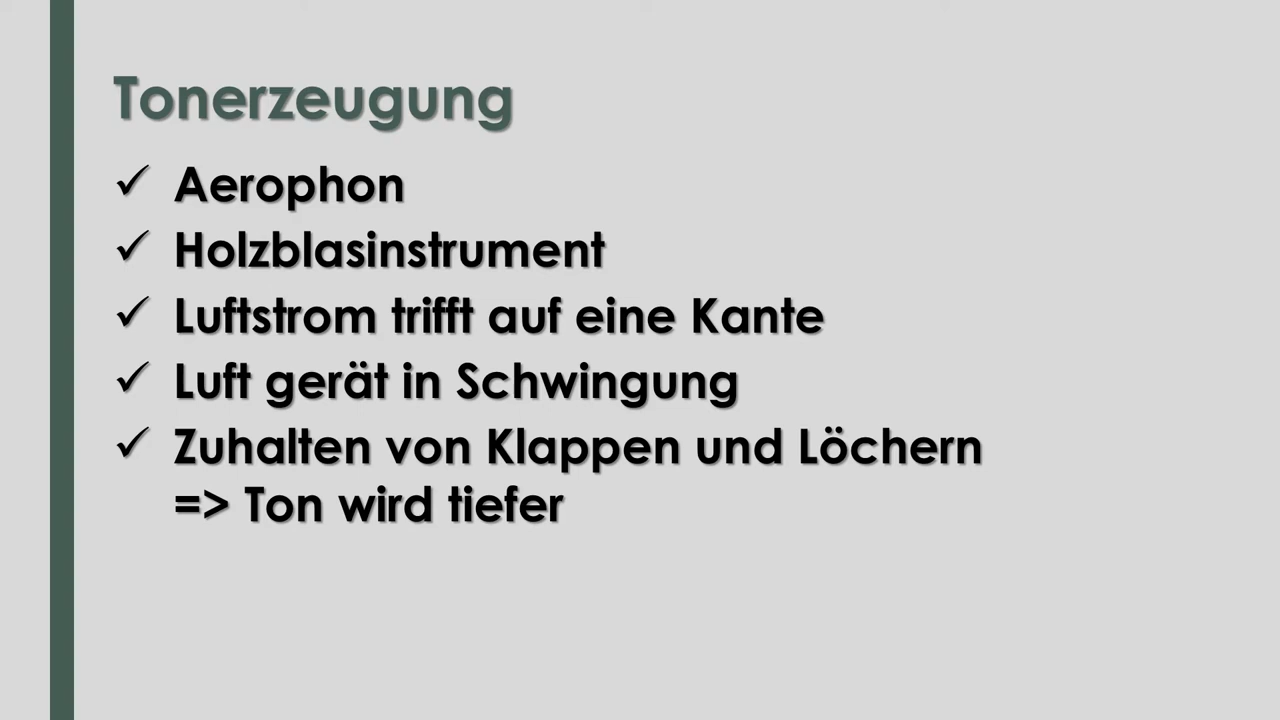 Tonerzeugung
✓ Aerophon
✓ Holzblasinstrument
✓ Luftstrom trifft auf eine Kante
✓ Luft gerät in Schwingung
✓ Zuhalten von Klappen und Löchern
=> Ton wird tiefer